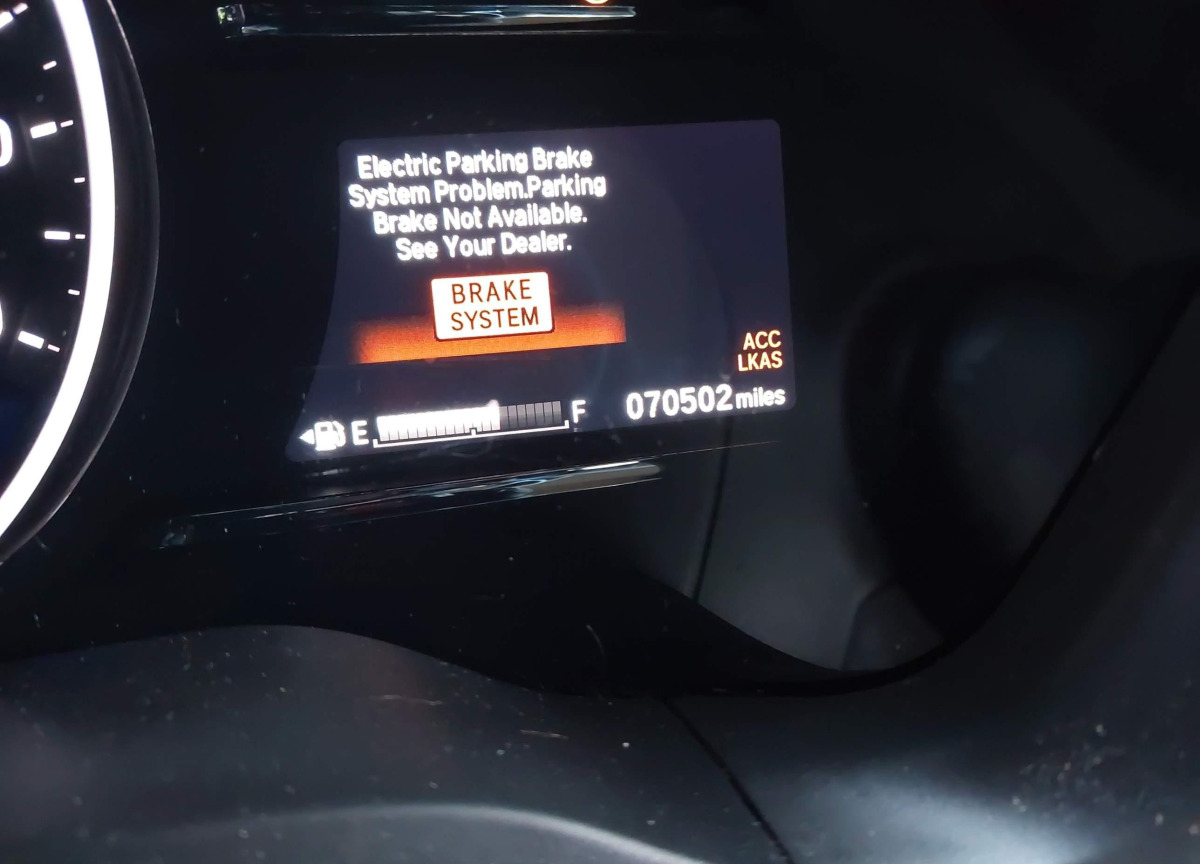 Electric Parking Brake
System Problem.Parking
Brake Not Available.
See Your Dealer.
BRAKE
SYSTEM
ACC
LKAS
E F 070502 miles